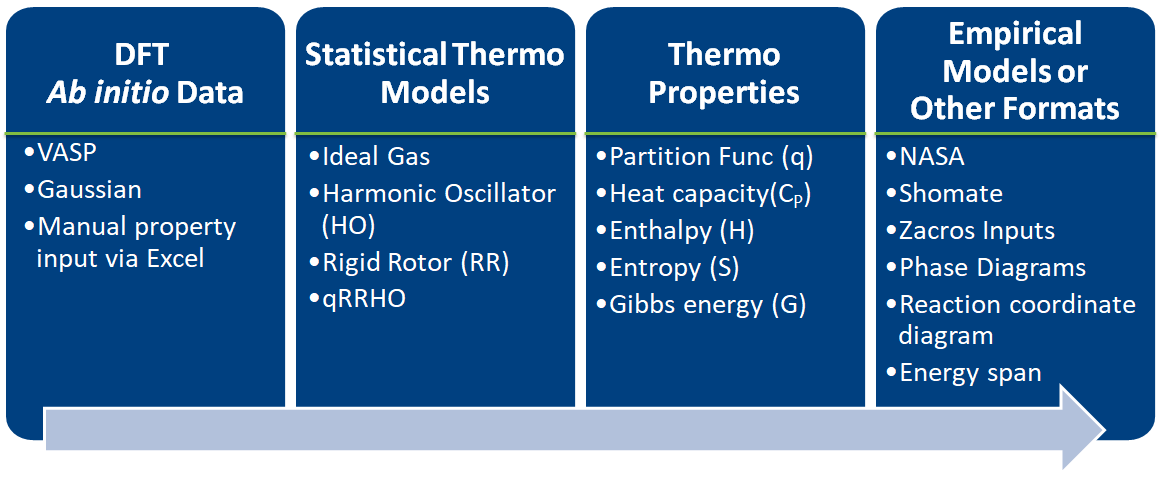 DFT
Ab initio Data
•VASP
•Gaussian
•Manual property
input via Excel
Statistical Thermo
Models
•Ideal Gas
•Harmonic Oscillator
(HO)
•Rigid Rotor (RR)
•qRRHO
Thermo
Properties
•Partition Func (q)
•Heat capacity(CP)
•Enthalpy (H)
•Entropy (S)
•Gibbs energy (G)
Empirical
Models or
Other Formats
•NASA
•Shomate
•Zacros Inputs
•Phase Diagrams
•Reaction coordinate
diagram
•Energy span